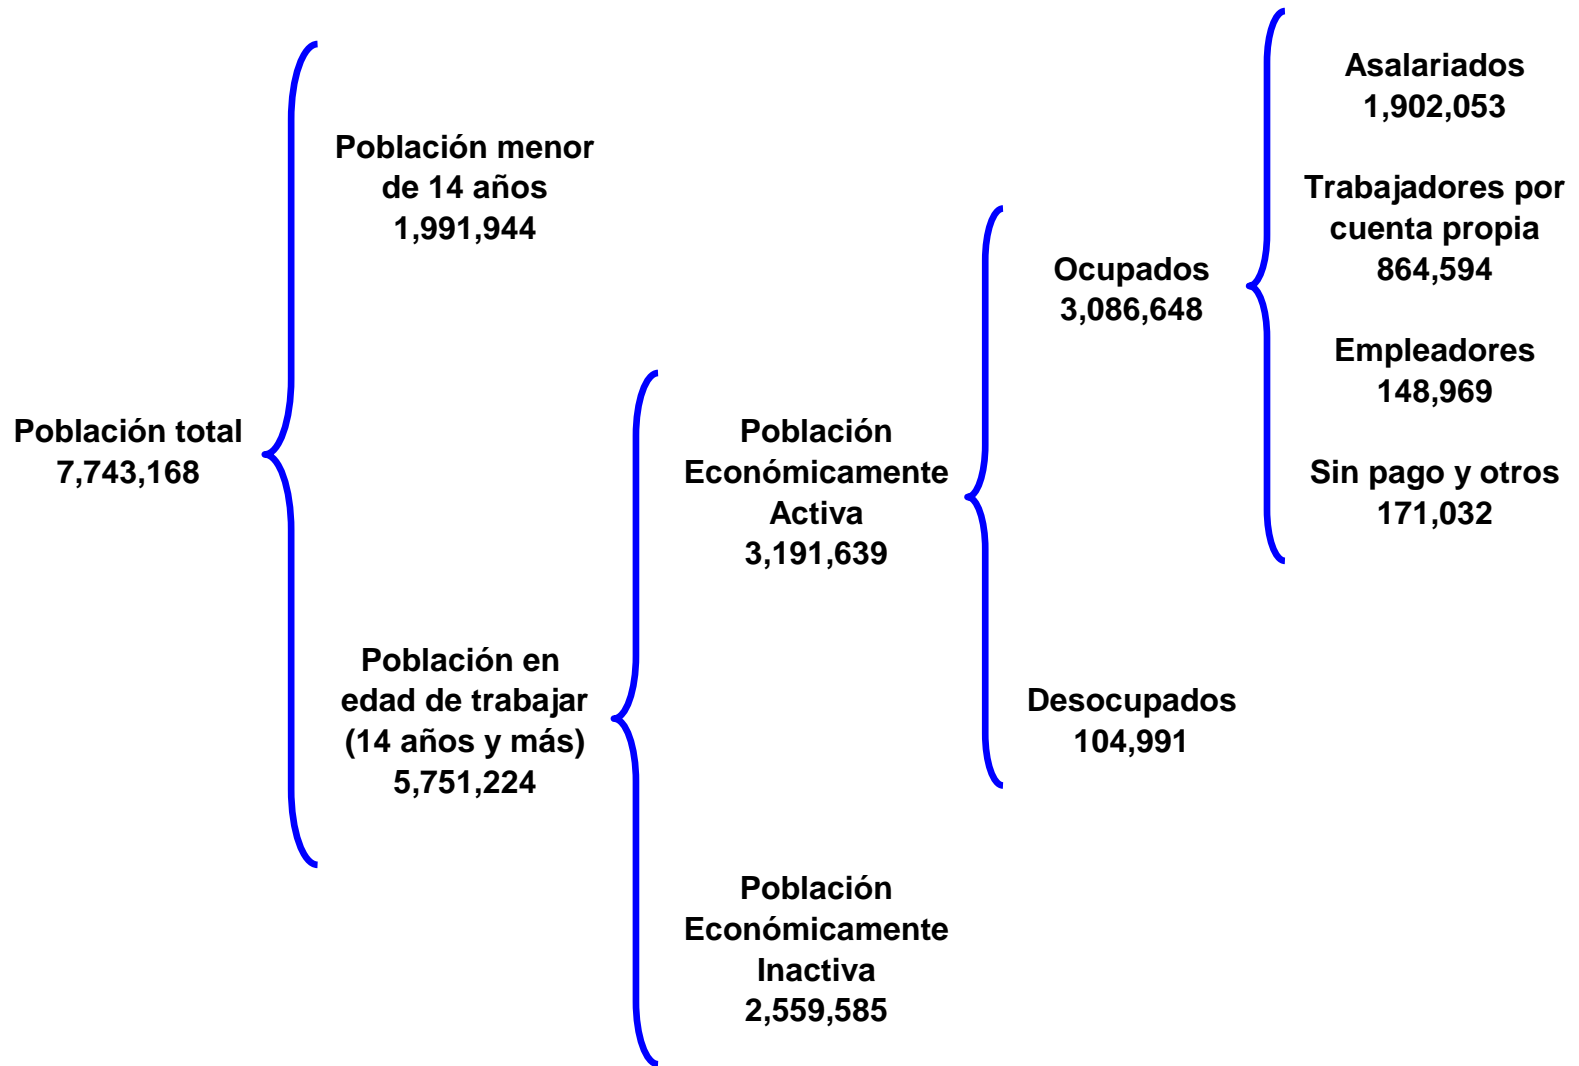 Población total
7,743,168
Población menor
de 14 años
1,991,944
Población en
edad de trabajar
(14 años y más)
5,751,224
Población
Económicamente
Activa
3,191,639
Población
Económicamente
Inactiva
2,559,585
Ocupados
3,086,648
Desocupados
104,991
Asalariados
1,902,053
Trabajadores por
cuenta propia
864,594
Empleadores
148,969
Sin pago y otros
171,032